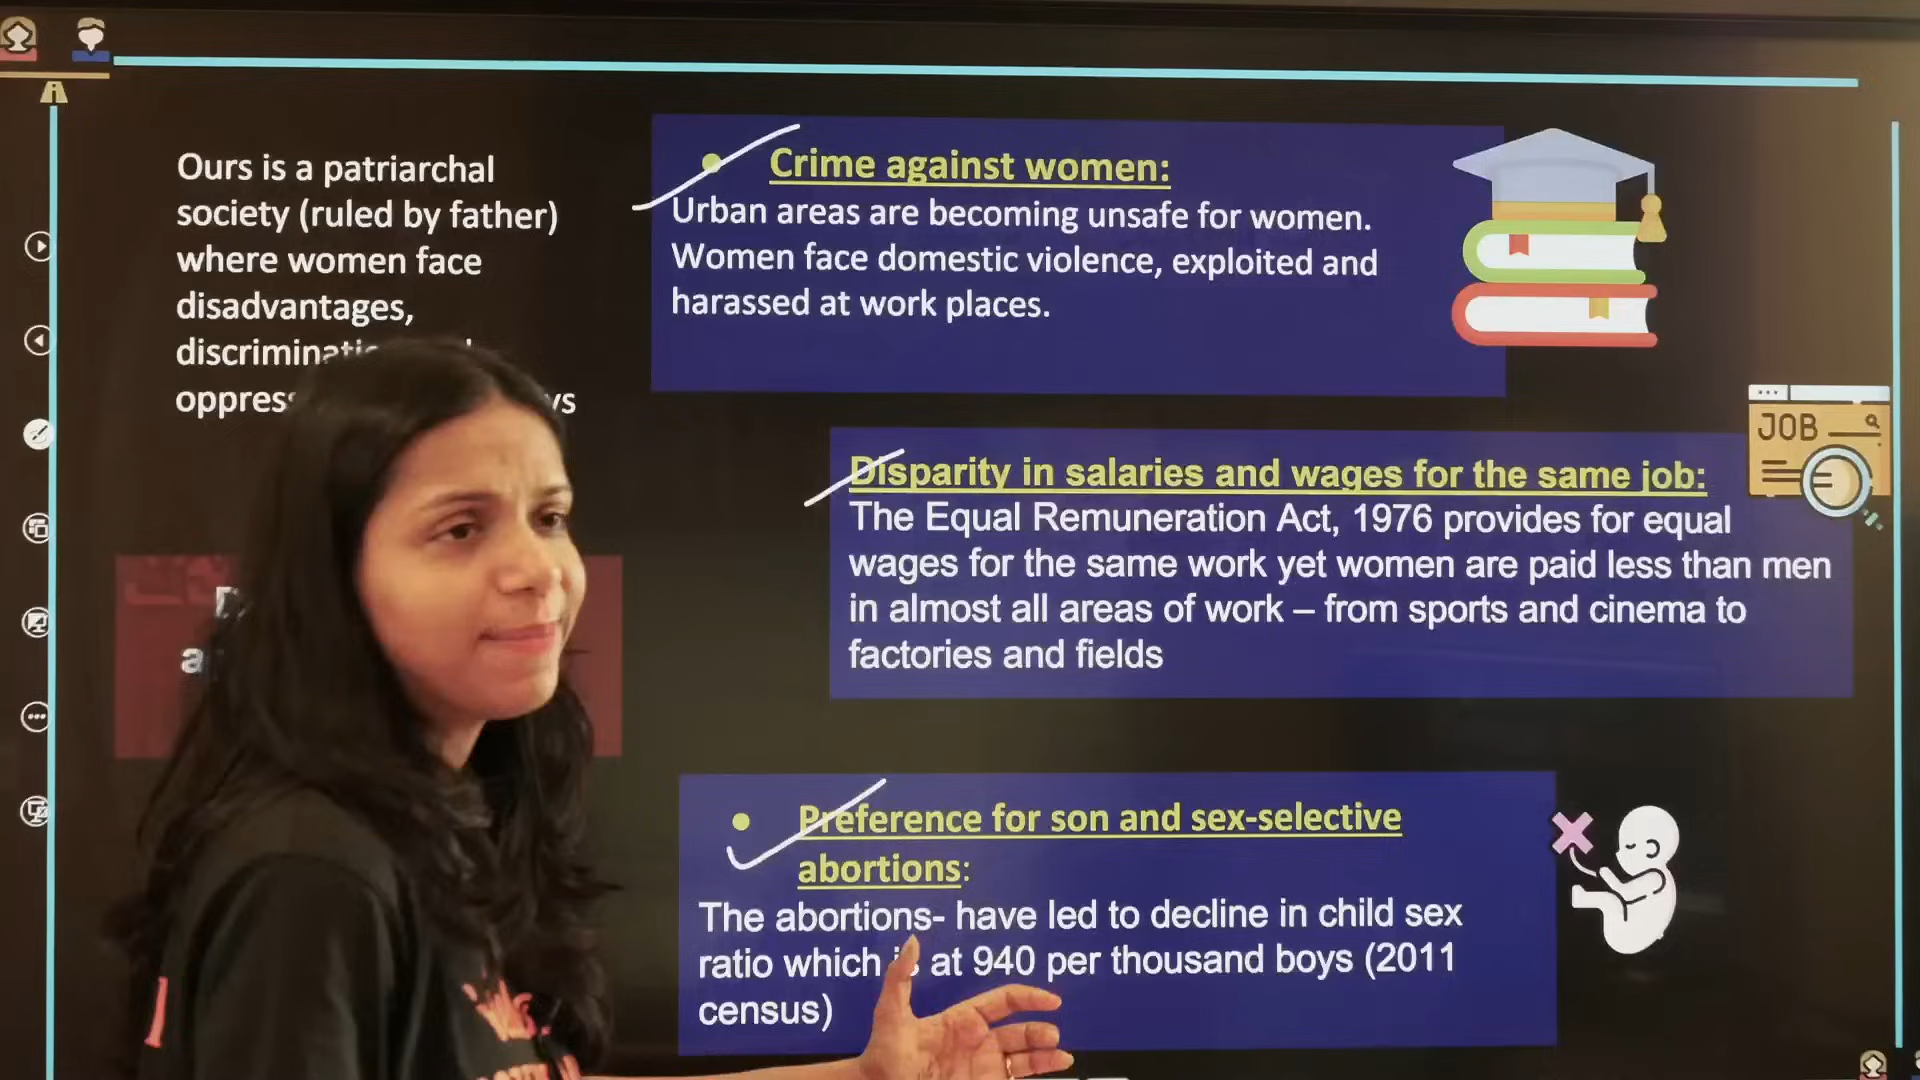 Ours is a patriarchal
society (ruled by father)
where women face
disadvantages,
Crime against women:
Urban areas are becoming unsafe for women.
Women face domestic violence, exploited and
harassed at work places.
JOB
Disparity in salaries and wages for the same job:
The Equal Remuneration Act, 1976 provides for equal
wages for the same work yet women are paid less than men
in almost all areas of work – from sports and cinema to
factories and fields
Preference for son and sex-selective
abortions:
The abortions- have led to decline in child sex
ratio which is at 940 per thousand boys (2011
census)